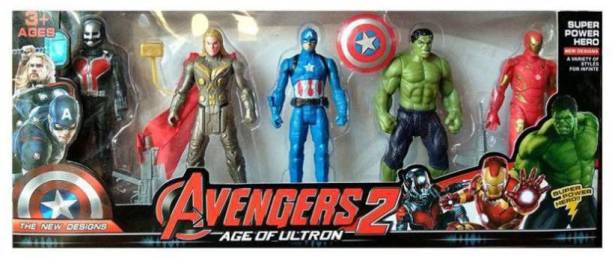 3+
AGES
SUPER
POWER
HERO
NEW DESIGNS
A VARIETY OF
STYLES
FOR INFINITE
AVENGERS 2
AGE OF ULTRON
THE NEW DESIGNS
SUPER
POWER
HERO!